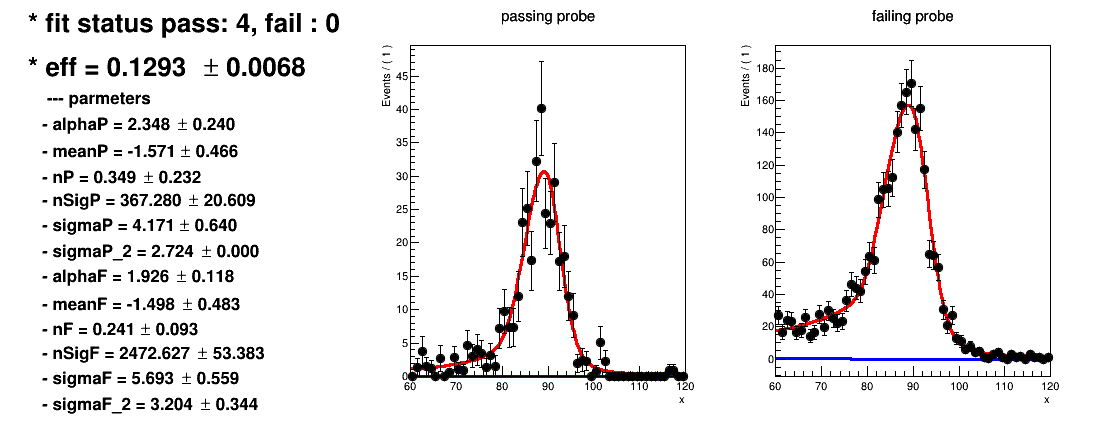 * fit status pass: 4, fail : 0
* eff = 0.1293 ± 0.0068
--- parmeters
- alphaP = 2.348 ± 0.240
- meanP = -1.571 ± 0.466
- nP = 0.349 ± 0.232
- nSigP = 367.280 ± 20.609
- sigmaP = 4.171 ± 0.640
- sigmaP_2 = 2.724 ± 0.000
- alphaF = 1.926 ± 0.118
- meanF = -1.498 ± 0.483
- nF = 0.241 ± 0.093
- nSigF = 2472.627 ± 53.383
- sigmaF = 5.693 ± 0.559
- sigmaF_2 = 3.204 ± 0.344
passing probe
Events / ( 1 )
45
40
35
30
25
20
15
10
5
0
60 70 80 90 100 110 120
x
failing probe
Events / ( 1 )
180
160
140
120
100
80
60
40
20
0
60 70 80 90 100 110 120
x